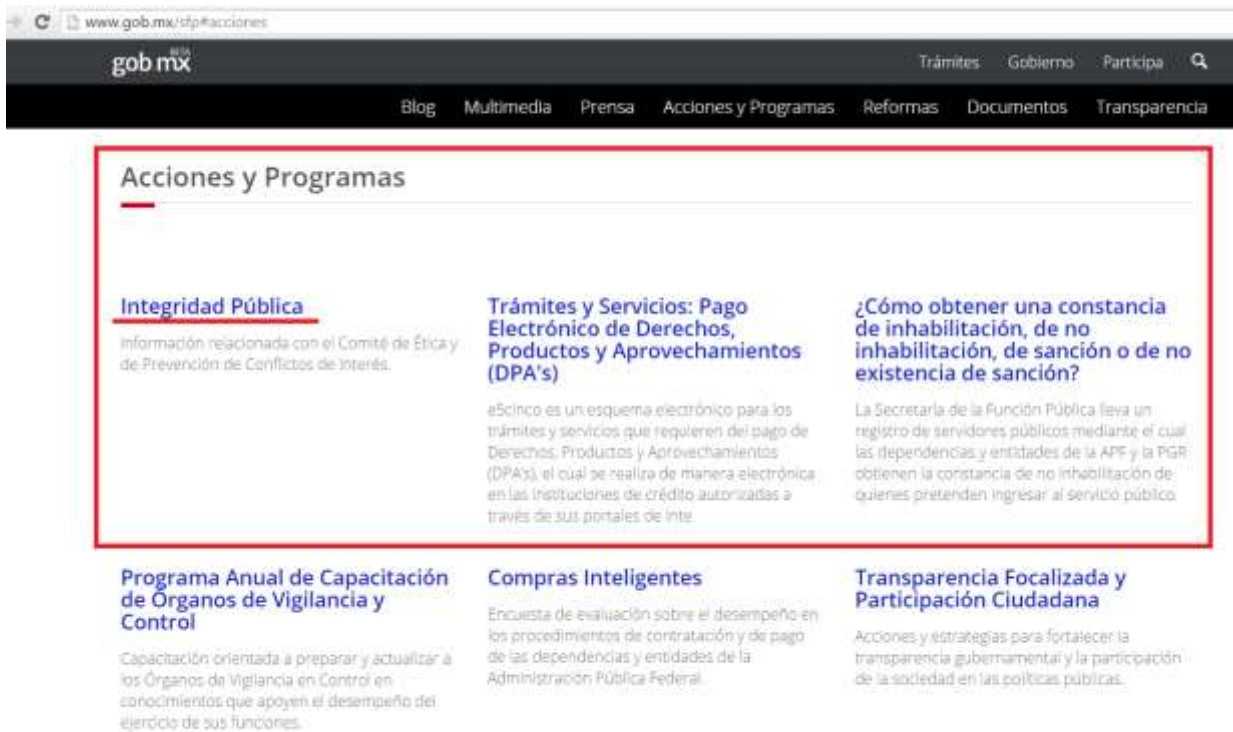 www.gob.mx/sfp#acciones
gob mx BETA
Trámites Gobierno Participa
Blog Multimedia Prensa Acciones y Programas Reformas Documentos Transparencia
Acciones y Programas
Integridad Pública
Información relacionada con el Comité de Ética y
de Prevención de Conflictos de Interés.
Trámites y Servicios: Pago
Electrónico de Derechos,
Productos y Aprovechamientos
(DPA's)
e5cinco es un esquema electrónico para los
trámites y servicios que requieren del pago de
Derechos, Productos y Aprovechamientos
(DPA's), el cual se realiza de manera electrónica
en las instituciones de crédito autorizadas a
través de sus portales de inte
¿Cómo obtener una constancia
de inhabilitación, de no
inhabilitación, de sanción o de no
existencia de sanción?
La Secretaría de la Función Pública lleva un
registro de servidores públicos mediante el cual
las dependencias y entidades de la APF y la PGR
obtienen la constancia de no inhabilitación de
quienes pretenden ingresar al servicio público.
Programa Anual de Capacitación
de Órganos de Vigilancia y
Control
Capacitación orientada a preparar y actualizar a
los Órganos de Vigilancia en Control en
conocimientos que apoyen el desempeño del
ejercicio de sus funciones.
Compras Inteligentes
Encuesta de evaluación sobre el desempeño en
los procedimientos de contratación y de pago
de las dependencias y entidades de la
Administración Pública Federal.
Transparencia Focalizada y
Participación Ciudadana
Acciones y estrategias para fortalecer la
transparencia gubernamental y la participación
de la sociedad en las políticas públicas.